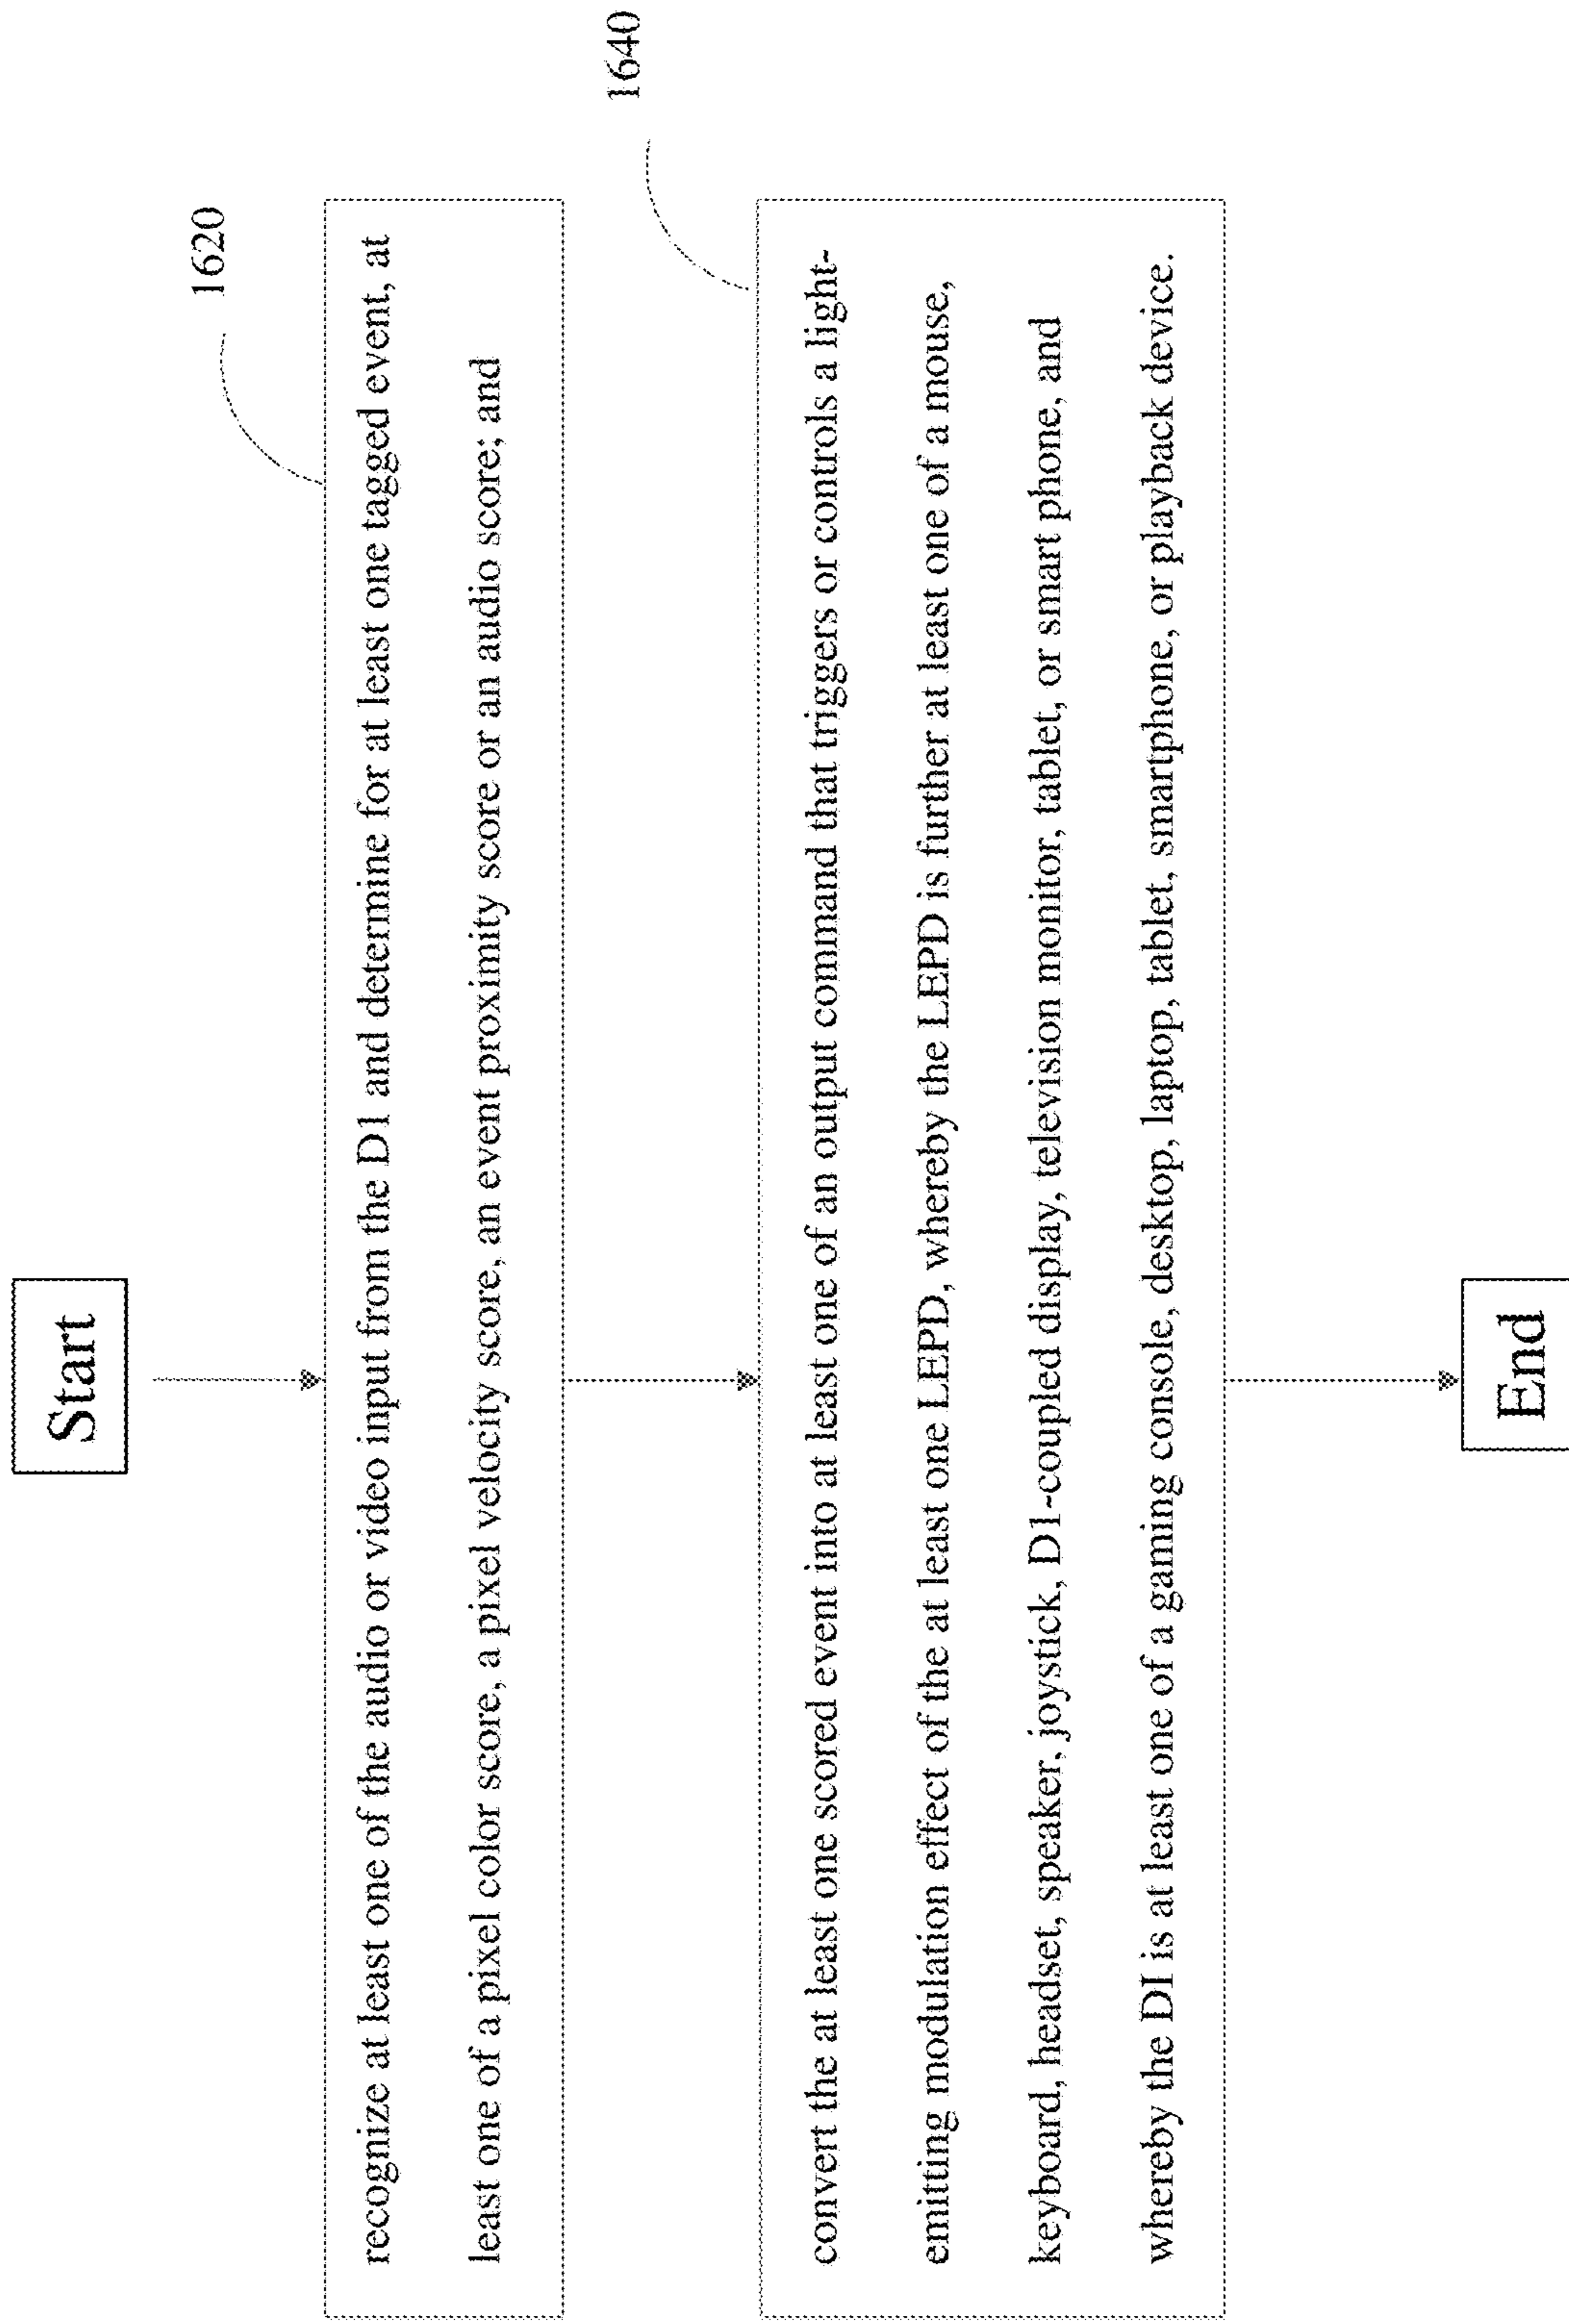 Start
1620
recognize at least one of the audio or video input from the D1 and determine for at least one tagged event, at
least one of a pixel color score, a pixel velocity score, an event proximity score or an audio score; and
1640
convert the at least one scored event into at least one of an output command that triggers or controls a light-
emitting modulation effect of the at least one LEPD, whereby the LEPD is further at least one of a mouse,
keyboard, headset, speaker, joystick, D1-coupled display, television monitor, tablet, or smart phone, and
whereby the DI is at least one of a gaming console, desktop, laptop, tablet, smartphone, or playback device.
End